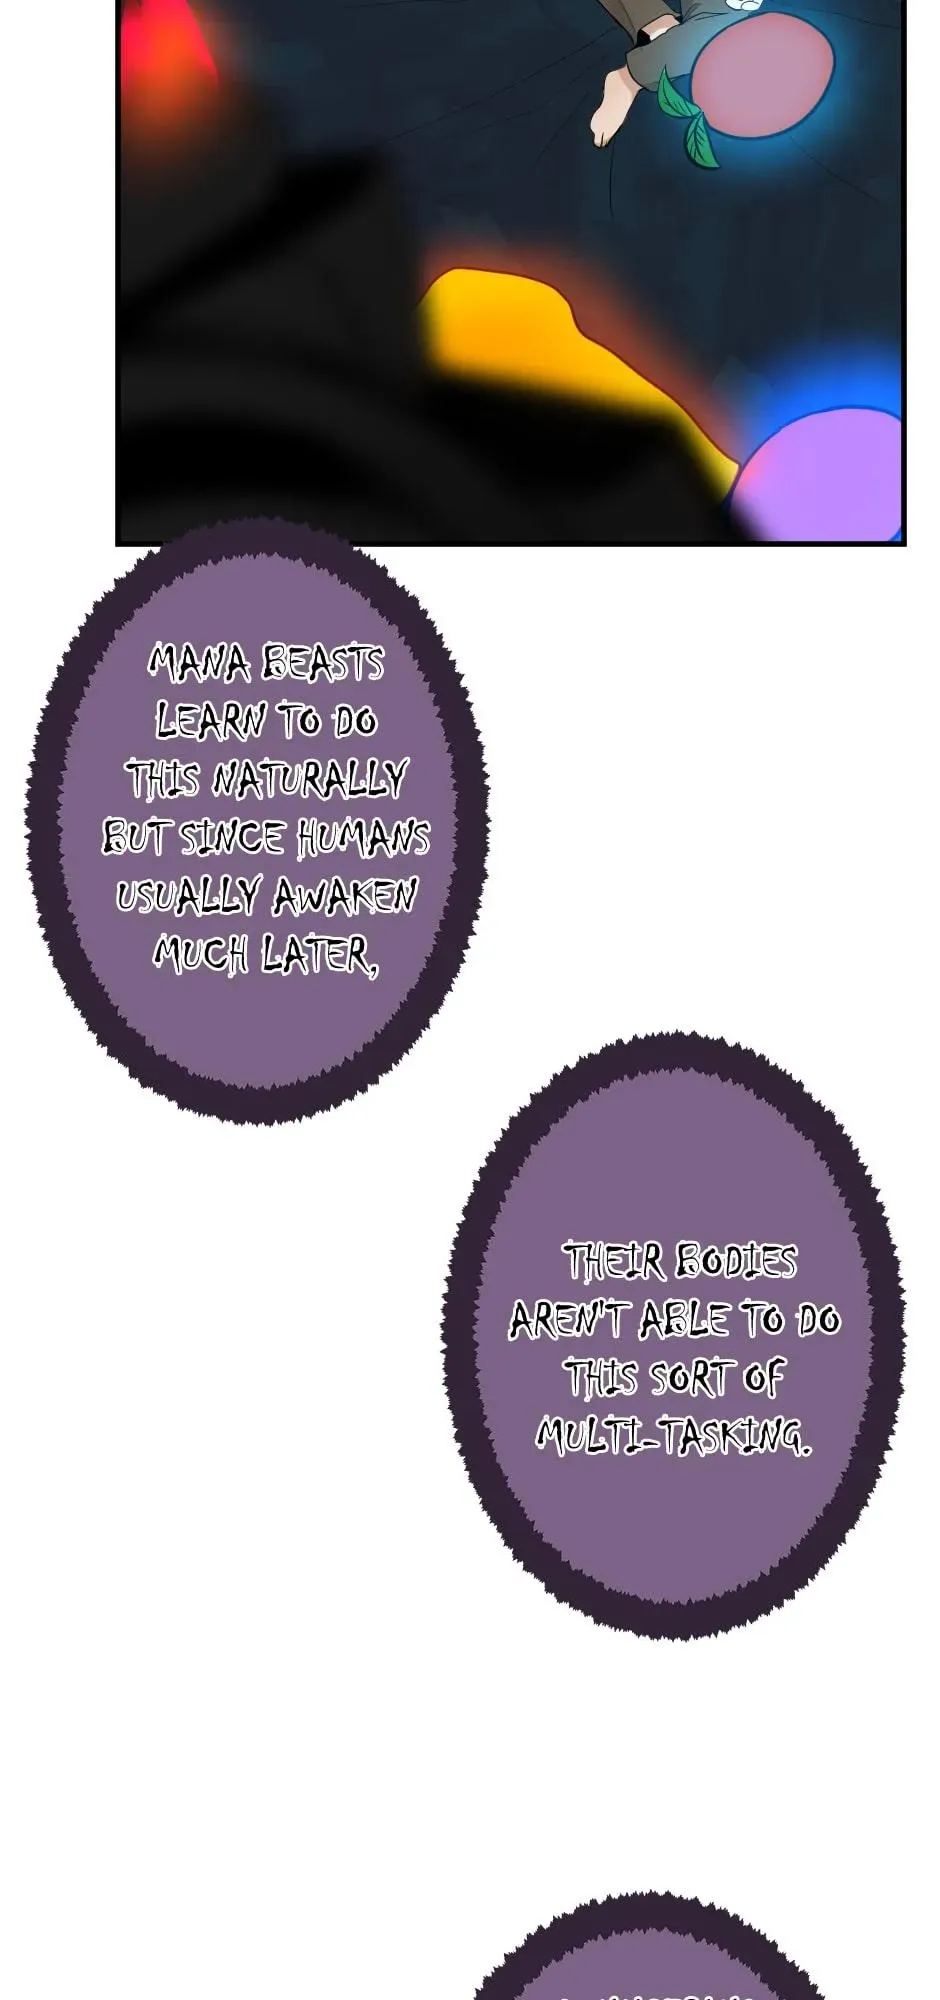 MANA BEASTS
LEARN TO DO
THIS NATURALLY
BUT SINCE HUMANS
USUALLY AWAKEN
MUCH LATER,
THEIR BODIES
AREN'T ABLE TO DO
THIS SORT OF
MULTI-TASKING.